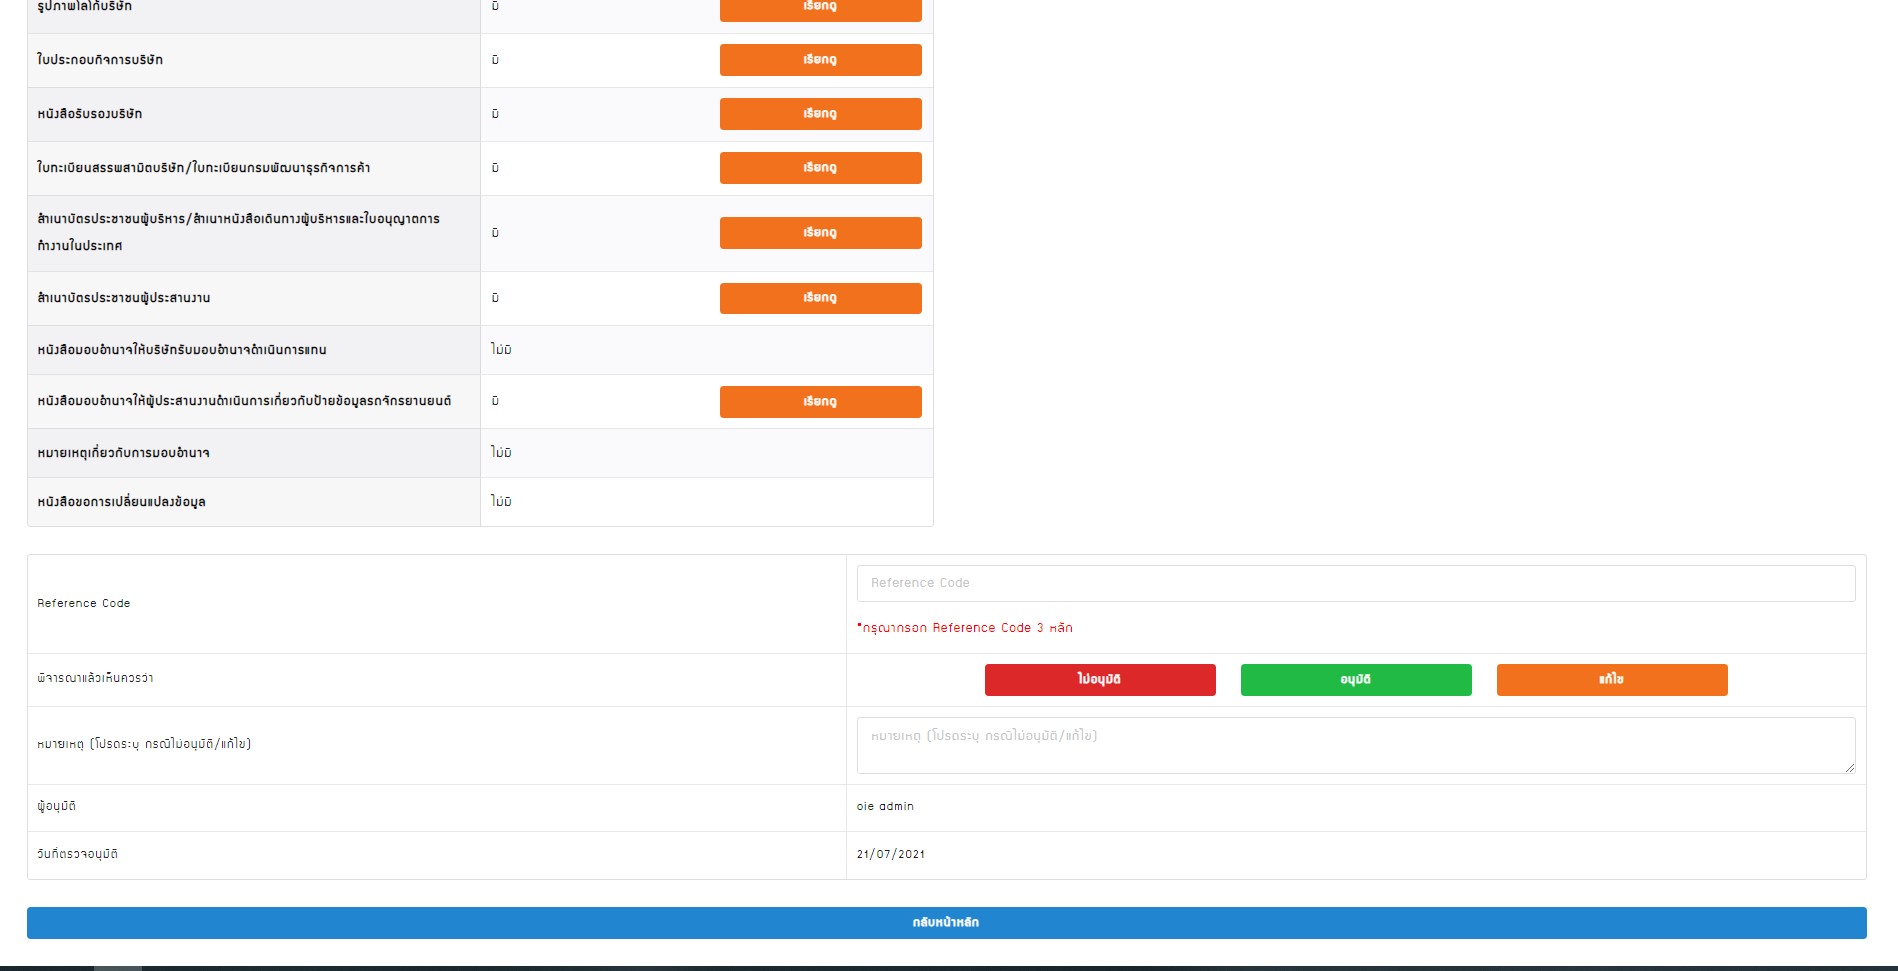 รูปภาพโลโก้บริษัท มี เรียกดู
ใบประกอบกิจการบริษัท มี เรียกดู
หนังสือรับรองบริษัท มี เรียกดู
ใบทะเบียนสรรพสามิตบริษัท/ใบทะเบียนกรมพัฒนาธุรกิจการค้า มี เรียกดู
สำเนาบัตรประชาชนผู้บริหาร/สำเนาหนังสือเดินทางผู้บริหารและใบอนุญาตการ
ทำงานในประเทศ มี เรียกดู
สำเนาบัตรประชาชนผู้ประสานงาน มี เรียกดู
หนังสือมอบอำนาจให้บริษัทรับมอบอำนาจดำเนินการแทน ไม่มี
หนังสือมอบอำนาจให้ผู้ประสานงานดำเนินการเกี่ยวกับป้ายข้อมูลรถจักรยานยนต์ มี เรียกดู
หมายเหตุเกี่ยวกับการมอบอำนาจ ไม่มี
หนังสือขอการเปลี่ยนแปลงข้อมูล ไม่มี
Reference Code
Reference Code
*กรุณากรอก Reference Code 3 หลัก
พิจารณาแล้วเห็นควรว่า ไม่อนุมัติ อนุมัติ แก้ไข
หมายเหตุ (โปรดระบุ กรณีไม่อนุมัติ/แก้ไข)
หมายเหตุ (โปรดระบุ กรณีไม่อนุมัติ/แก้ไข)
ผู้อนุมัติ oie admin
วันที่ตรวจอนุมัติ 21/07/2021
กลับหน้าหลัก